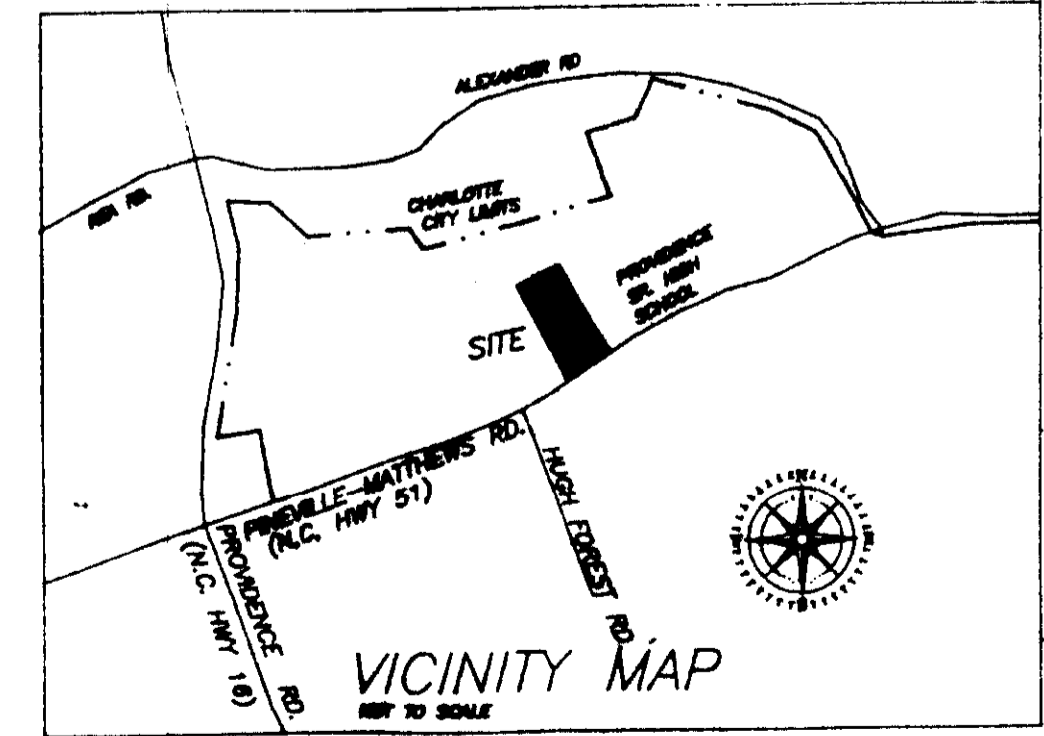 ALEXANDER RD
REA RD.
CHARLOTTE
CITY LIMITS
PROVIDENCE
SR. HIGH
SCHOOL
SITE
PINEVILLE-MATTHEWS RD.
(N.C. HWY 51)
HUGH FOREST RD.
PROVIDENCE RD.
(N.C. HWY 16)
VICINITY MAP
NOT TO SCALE